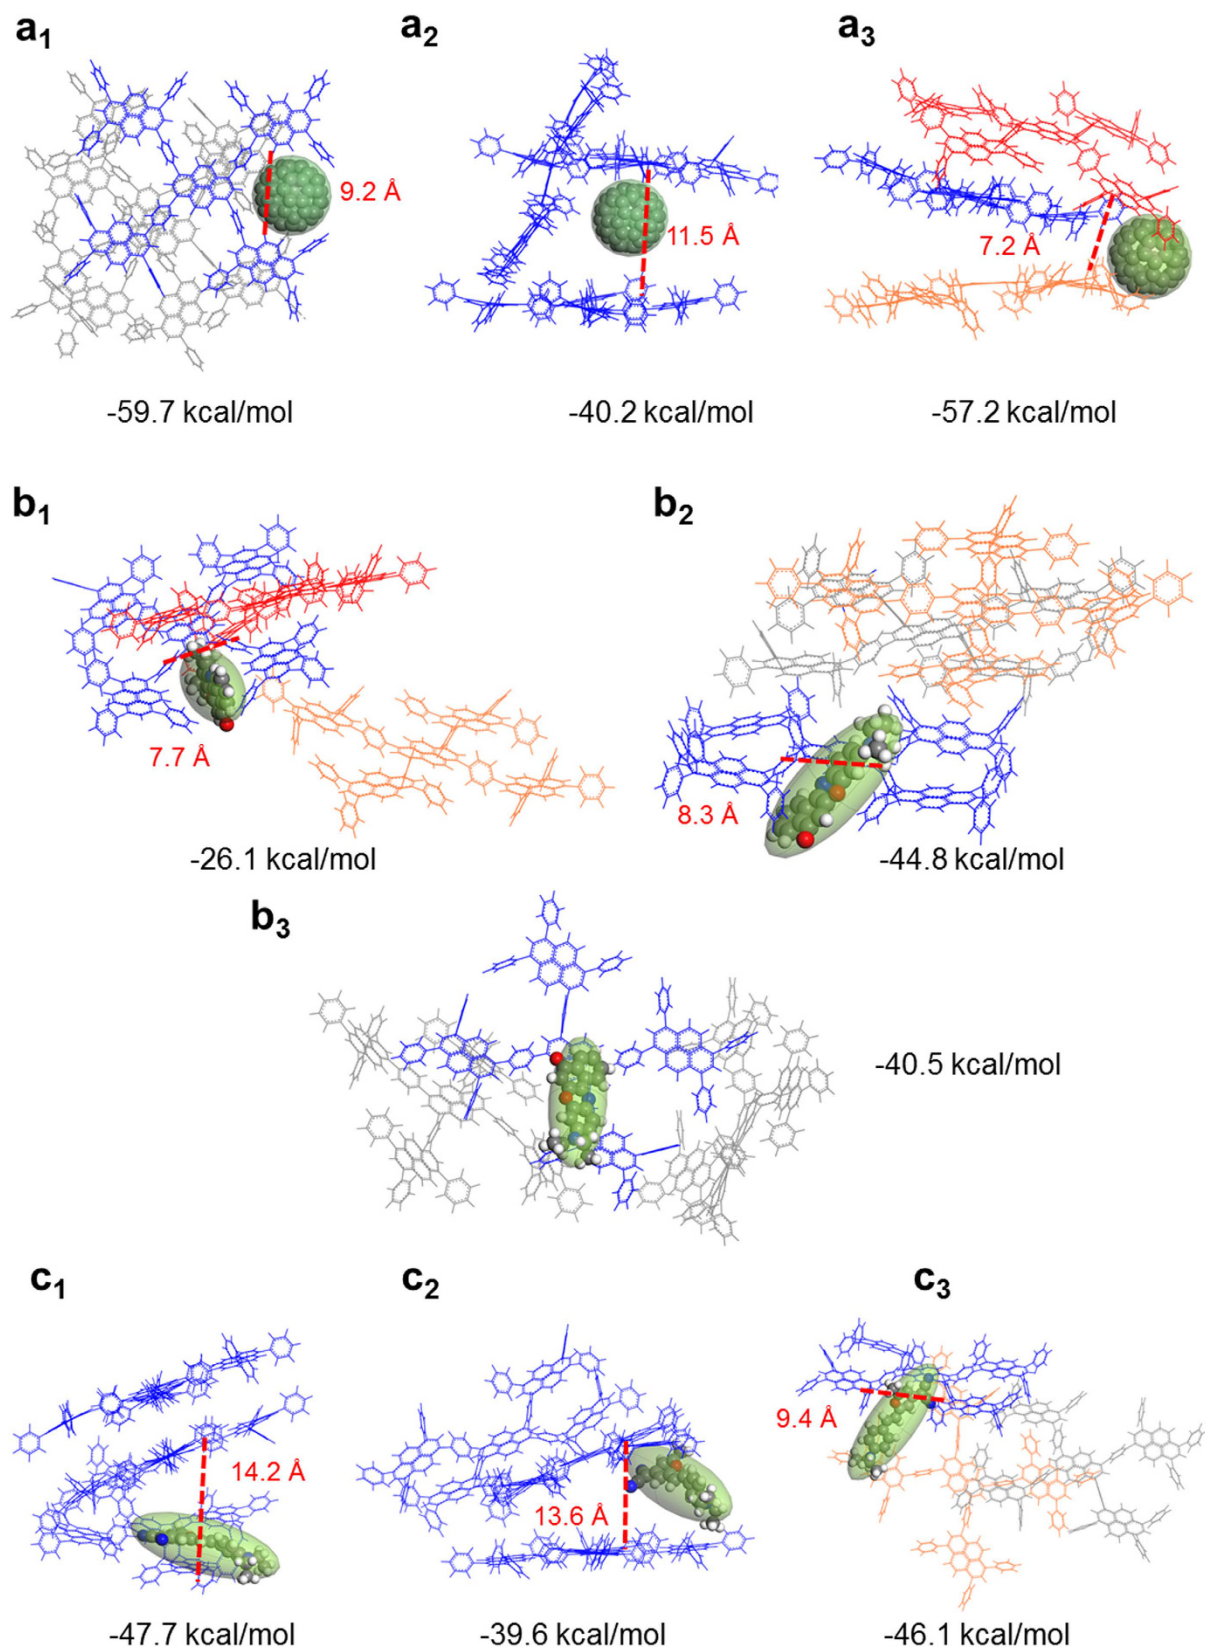 a1
a2
a3
9.2 Å
11.5 Å
7.2 Å
-59.7 kcal/mol
-40.2 kcal/mol
-57.2 kcal/mol
b1
b2
7.7 Å
8.3 Å
-26.1 kcal/mol
-44.8 kcal/mol
b3
-40.5 kcal/mol
c1
c2
c3
14.2 Å
13.6 Å
9.4 Å
-47.7 kcal/mol
-39.6 kcal/mol
-46.1 kcal/mol